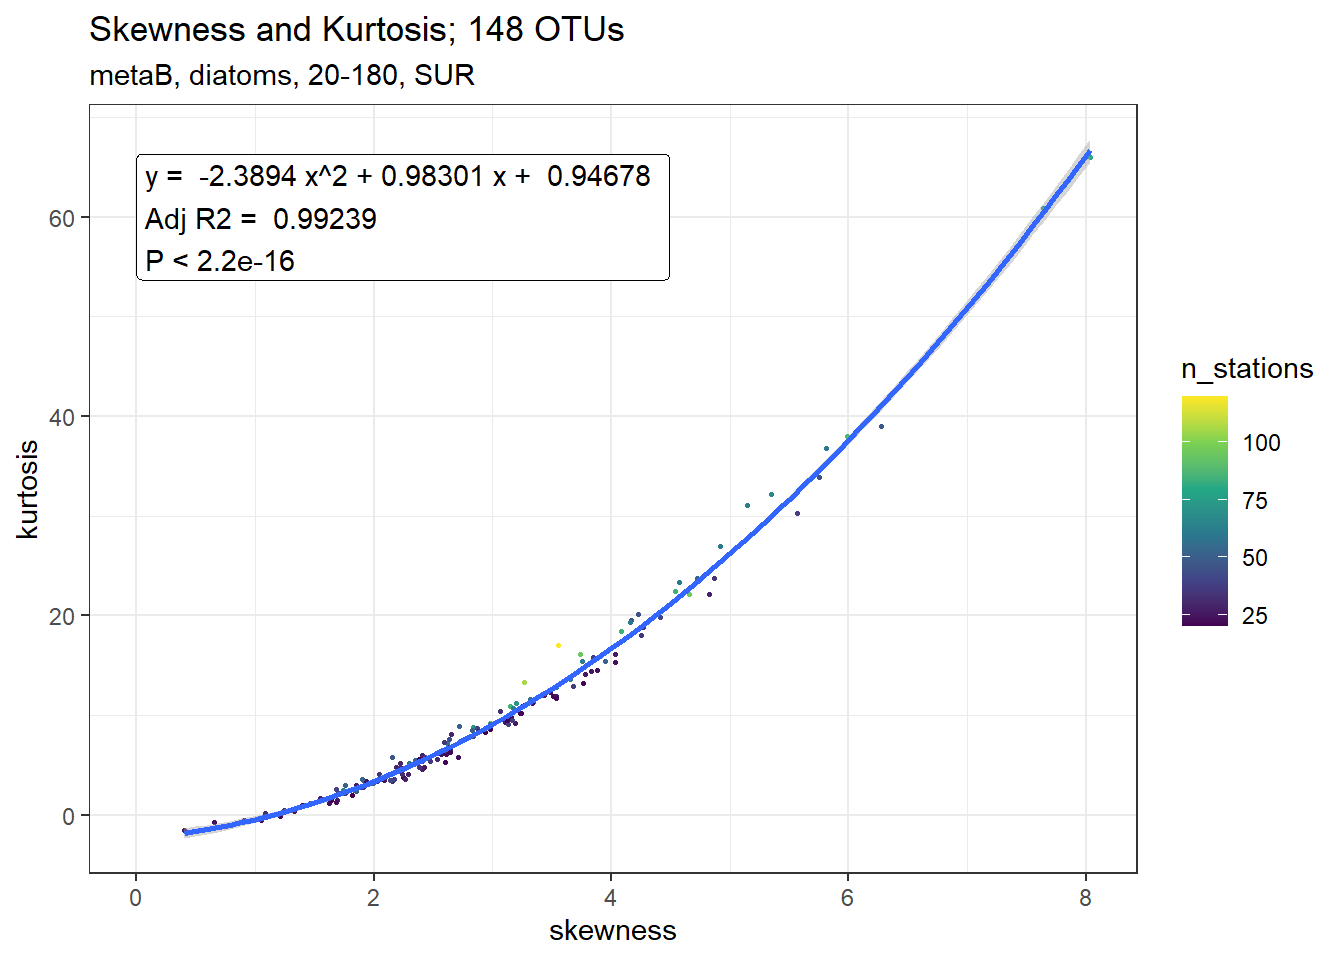 Skewness and Kurtosis; 148 OTUs
metaB, diatoms, 20-180, SUR
y =  -2.3894 x^2 + 0.98301 x +  0.94678
Adj R2 =  0.99239
P < 2.2e-16
60
40
20
0
kurtosis
0 2 4 6 8
skewness
n_stations
100
75
50
25